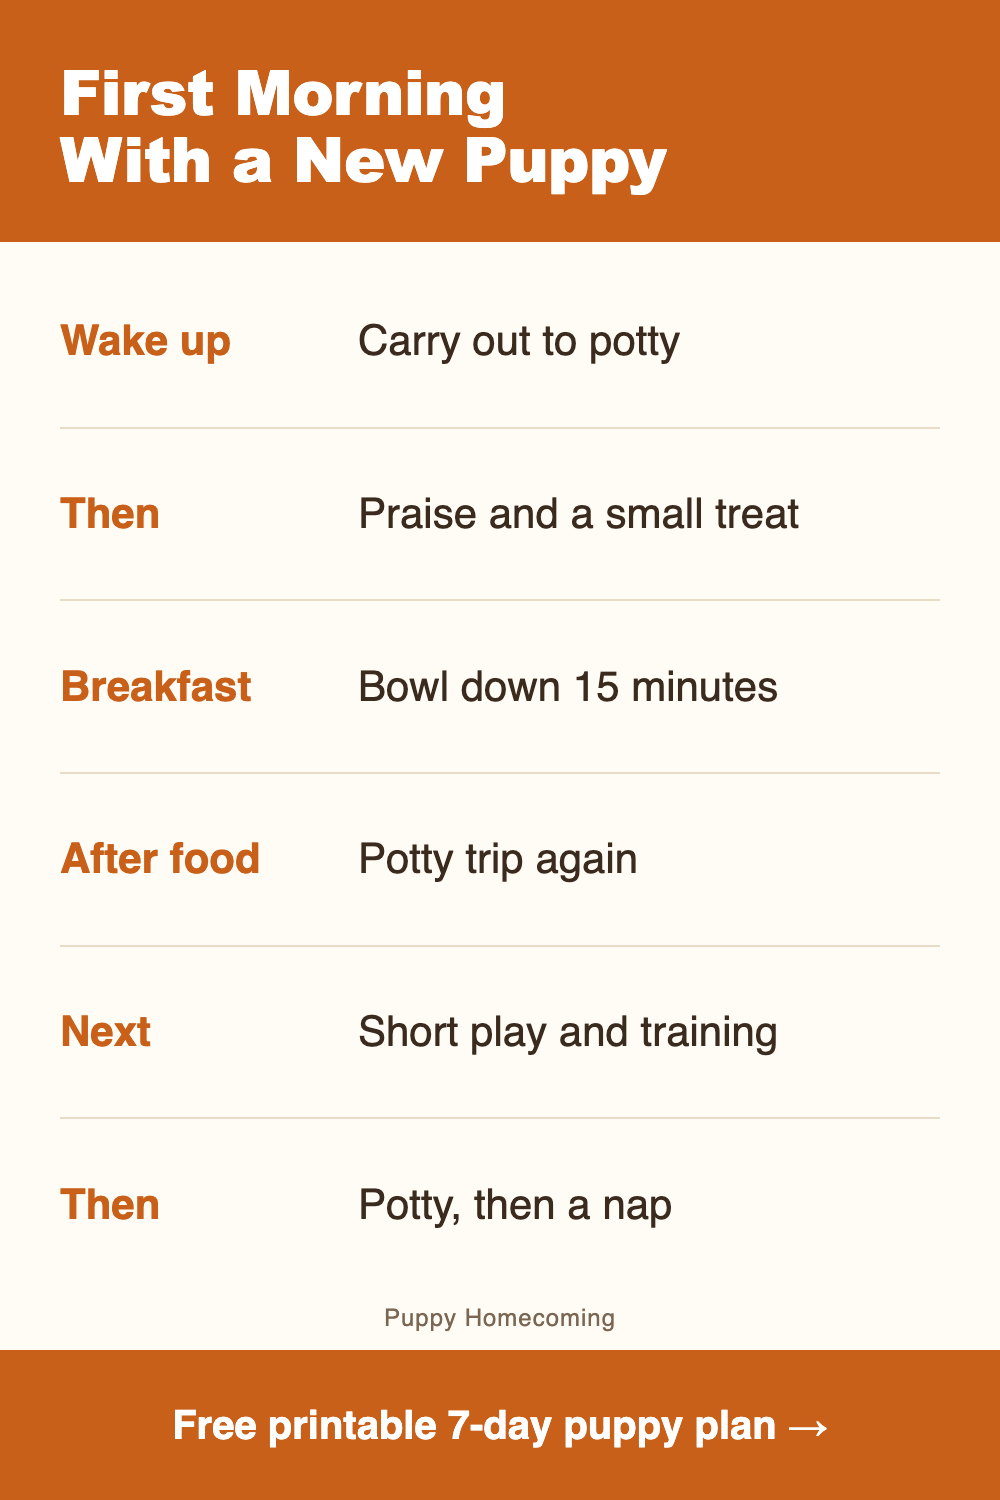 First Morning
With a New Puppy
Wake up Carry out to potty
Then Praise and a small treat
Breakfast Bowl down 15 minutes
After food Potty trip again
Next Short play and training
Then Potty, then a nap
Puppy Homecoming
Free printable 7-day puppy plan →